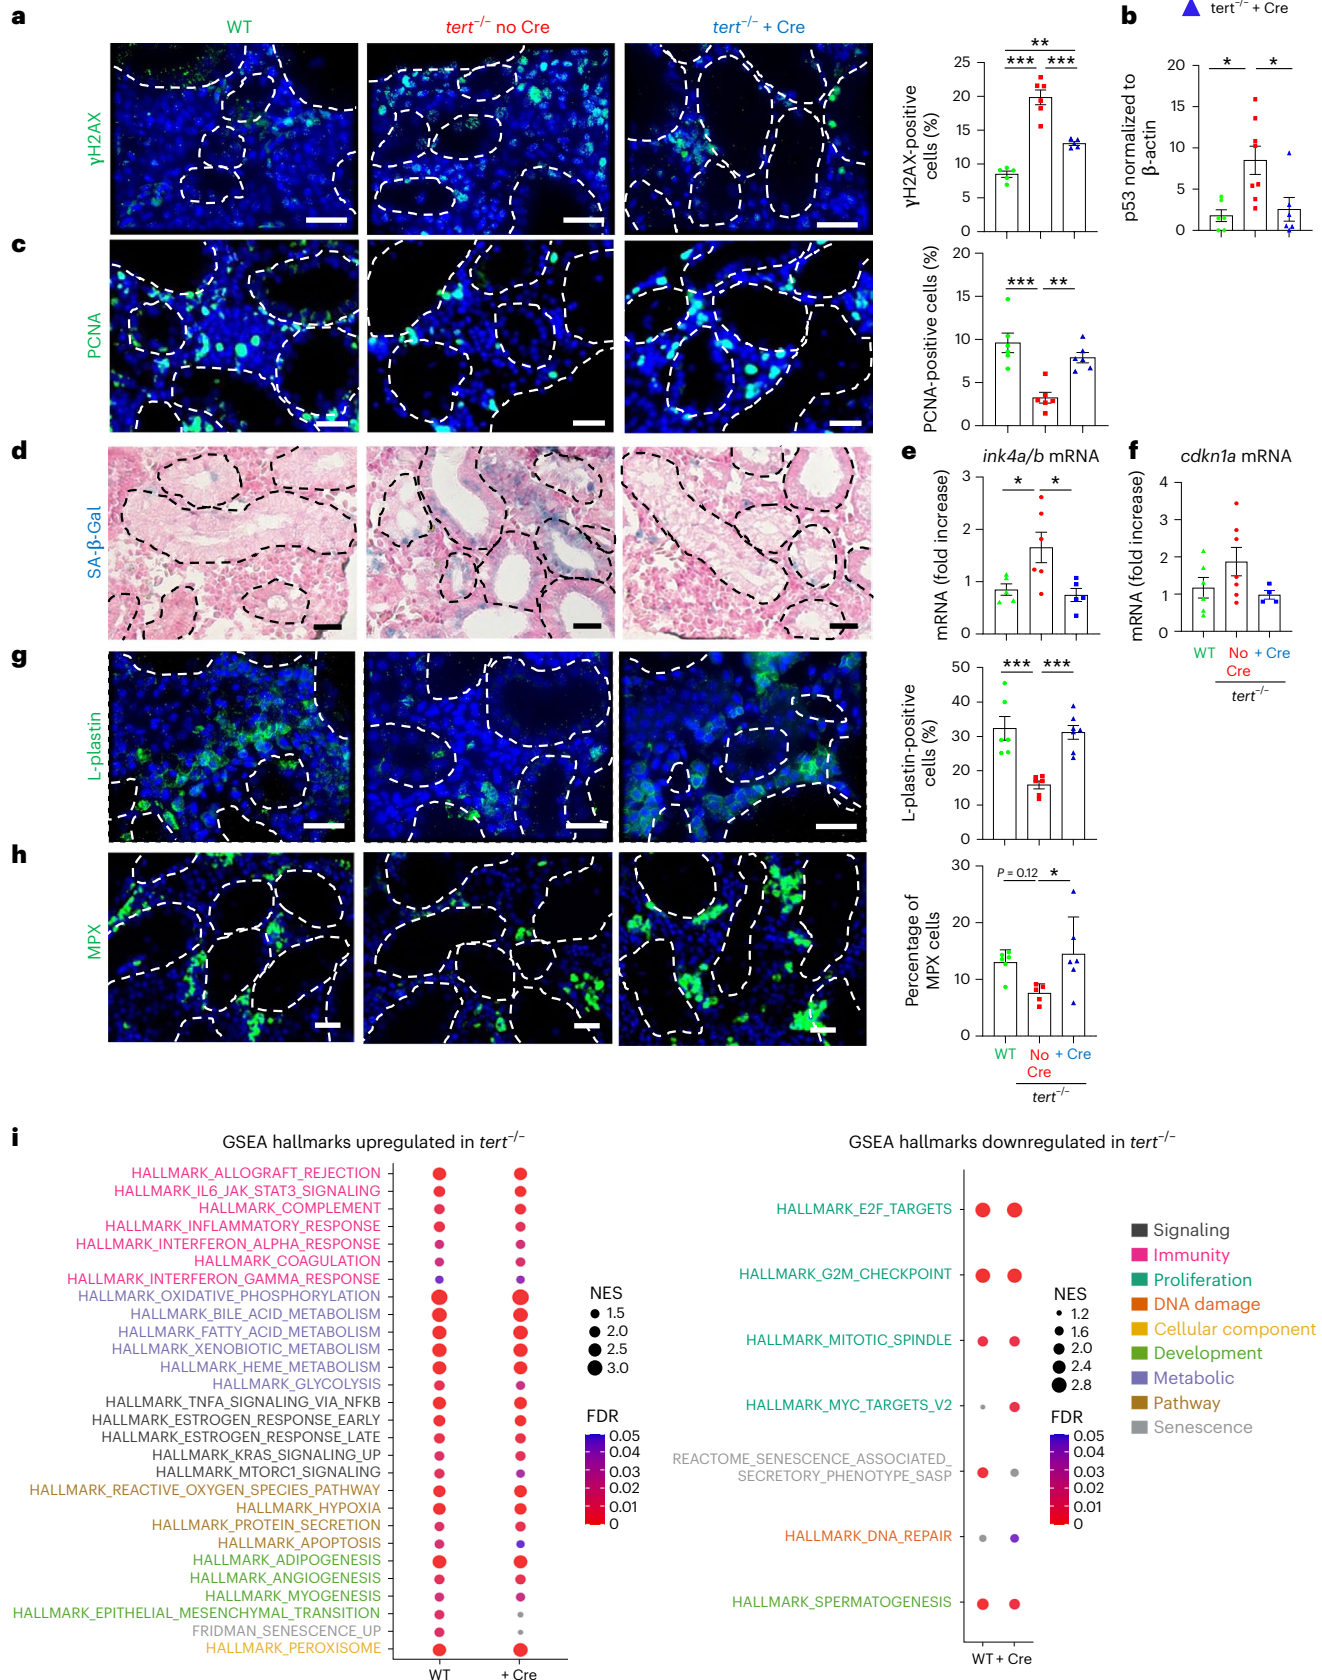 a
WT
tert–/– no Cre
tert–/– + Cre
γH2AX
γH2AX-positive
cells (%)
25
20
15
10
5
0
**
*** ***
b
tert–/– + Cre
p53 normalized to
β-actin
20
15
10
5
0
* *
c
PCNA
PCNA-positive cells (%)
20
15
10
5
0
*** **
d
SA-β-Gal
e
ink4a/b mRNA
mRNA (fold increase)
3
2
1
0
* *
f
cdkn1a mRNA
mRNA (fold increase)
4
3
2
1
0
WT No + Cre
Cre
tert–/–
g
L-plastin
L-plastin-positive
cells (%)
50
40
30
20
10
0
*** ***
h
MPX
Percentage of
MPX cells
30
20
10
0
P = 0.12 *
WT No + Cre
Cre
tert–/–
i
GSEA hallmarks upregulated in tert–/–
HALLMARK_ALLOGRAFT_REJECTION
HALLMARK_IL6_JAK_STAT3_SIGNALING
HALLMARK_COMPLEMENT
HALLMARK_INFLAMMATORY_RESPONSE
HALLMARK_INTERFERON_ALPHA_RESPONSE
HALLMARK_COAGULATION
HALLMARK_INTERFERON_GAMMA_RESPONSE
HALLMARK_OXIDATIVE_PHOSPHORYLATION
HALLMARK_BILE_ACID_METABOLISM
HALLMARK_FATTY_ACID_METABOLISM
HALLMARK_XENOBIOTIC_METABOLISM
HALLMARK_HEME_METABOLISM
HALLMARK_GLYCOLYSIS
HALLMARK_TNFA_SIGNALING_VIA_NFKB
HALLMARK_ESTROGEN_RESPONSE_EARLY
HALLMARK_ESTROGEN_RESPONSE_LATE
HALLMARK_KRAS_SIGNALING_UP
HALLMARK_MTORC1_SIGNALING
HALLMARK_REACTIVE_OXYGEN_SPECIES_PATHWAY
HALLMARK_HYPOXIA
HALLMARK_PROTEIN_SECRETION
HALLMARK_APOPTOSIS
HALLMARK_ADIPOGENESIS
HALLMARK_ANGIOGENESIS
HALLMARK_MYOGENESIS
HALLMARK_EPITHELIAL_MESENCHYMAL_TRANSITION
FRIDMAN_SENESCENCE_UP
HALLMARK_PEROXISOME
WT + Cre
NES
1.5
2.0
2.5
3.0
FDR
0.05
0.04
0.03
0.02
0.01
0
GSEA hallmarks downregulated in tert–/–
HALLMARK_E2F_TARGETS
HALLMARK_G2M_CHECKPOINT
HALLMARK_MITOTIC_SPINDLE
HALLMARK_MYC_TARGETS_V2
REACTOME_SENESCENCE_ASSOCIATED_
SECRETORY_PHENOTYPE_SASP
HALLMARK_DNA_REPAIR
HALLMARK_SPERMATOGENESIS
WT + Cre
NES
1.2
1.6
2.0
2.4
2.8
FDR
0.05
0.04
0.03
0.02
0.01
0
Signaling
Immunity
Proliferation
DNA damage
Cellular component
Development
Metabolic
Pathway
Senescence